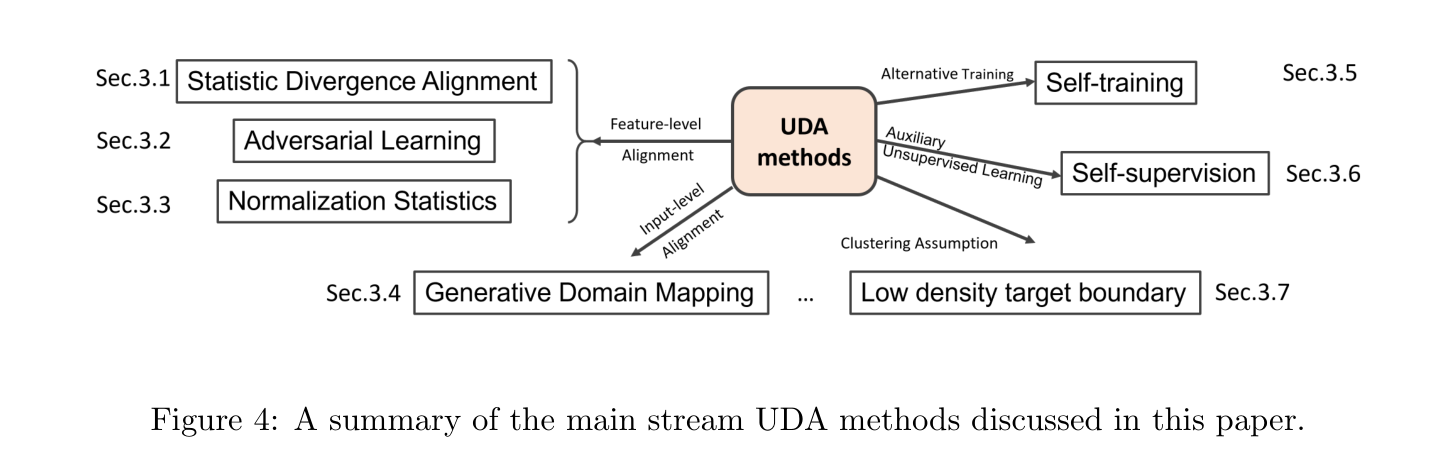 Sec.3.1 Statistic Divergence Alignment
Sec.3.2 Adversarial Learning
Sec.3.3 Normalization Statistics
Feature-level
Alignment
Input-level
Alignment
UDA
methods
Alternative Training
Self-training Sec.3.5
Auxiliary
Unsupervised Learning
Self-supervision Sec.3.6
Clustering Assumption
Sec.3.4 Generative Domain Mapping ... Low density target boundary Sec.3.7
Figure 4: A summary of the main stream UDA methods discussed in this paper.